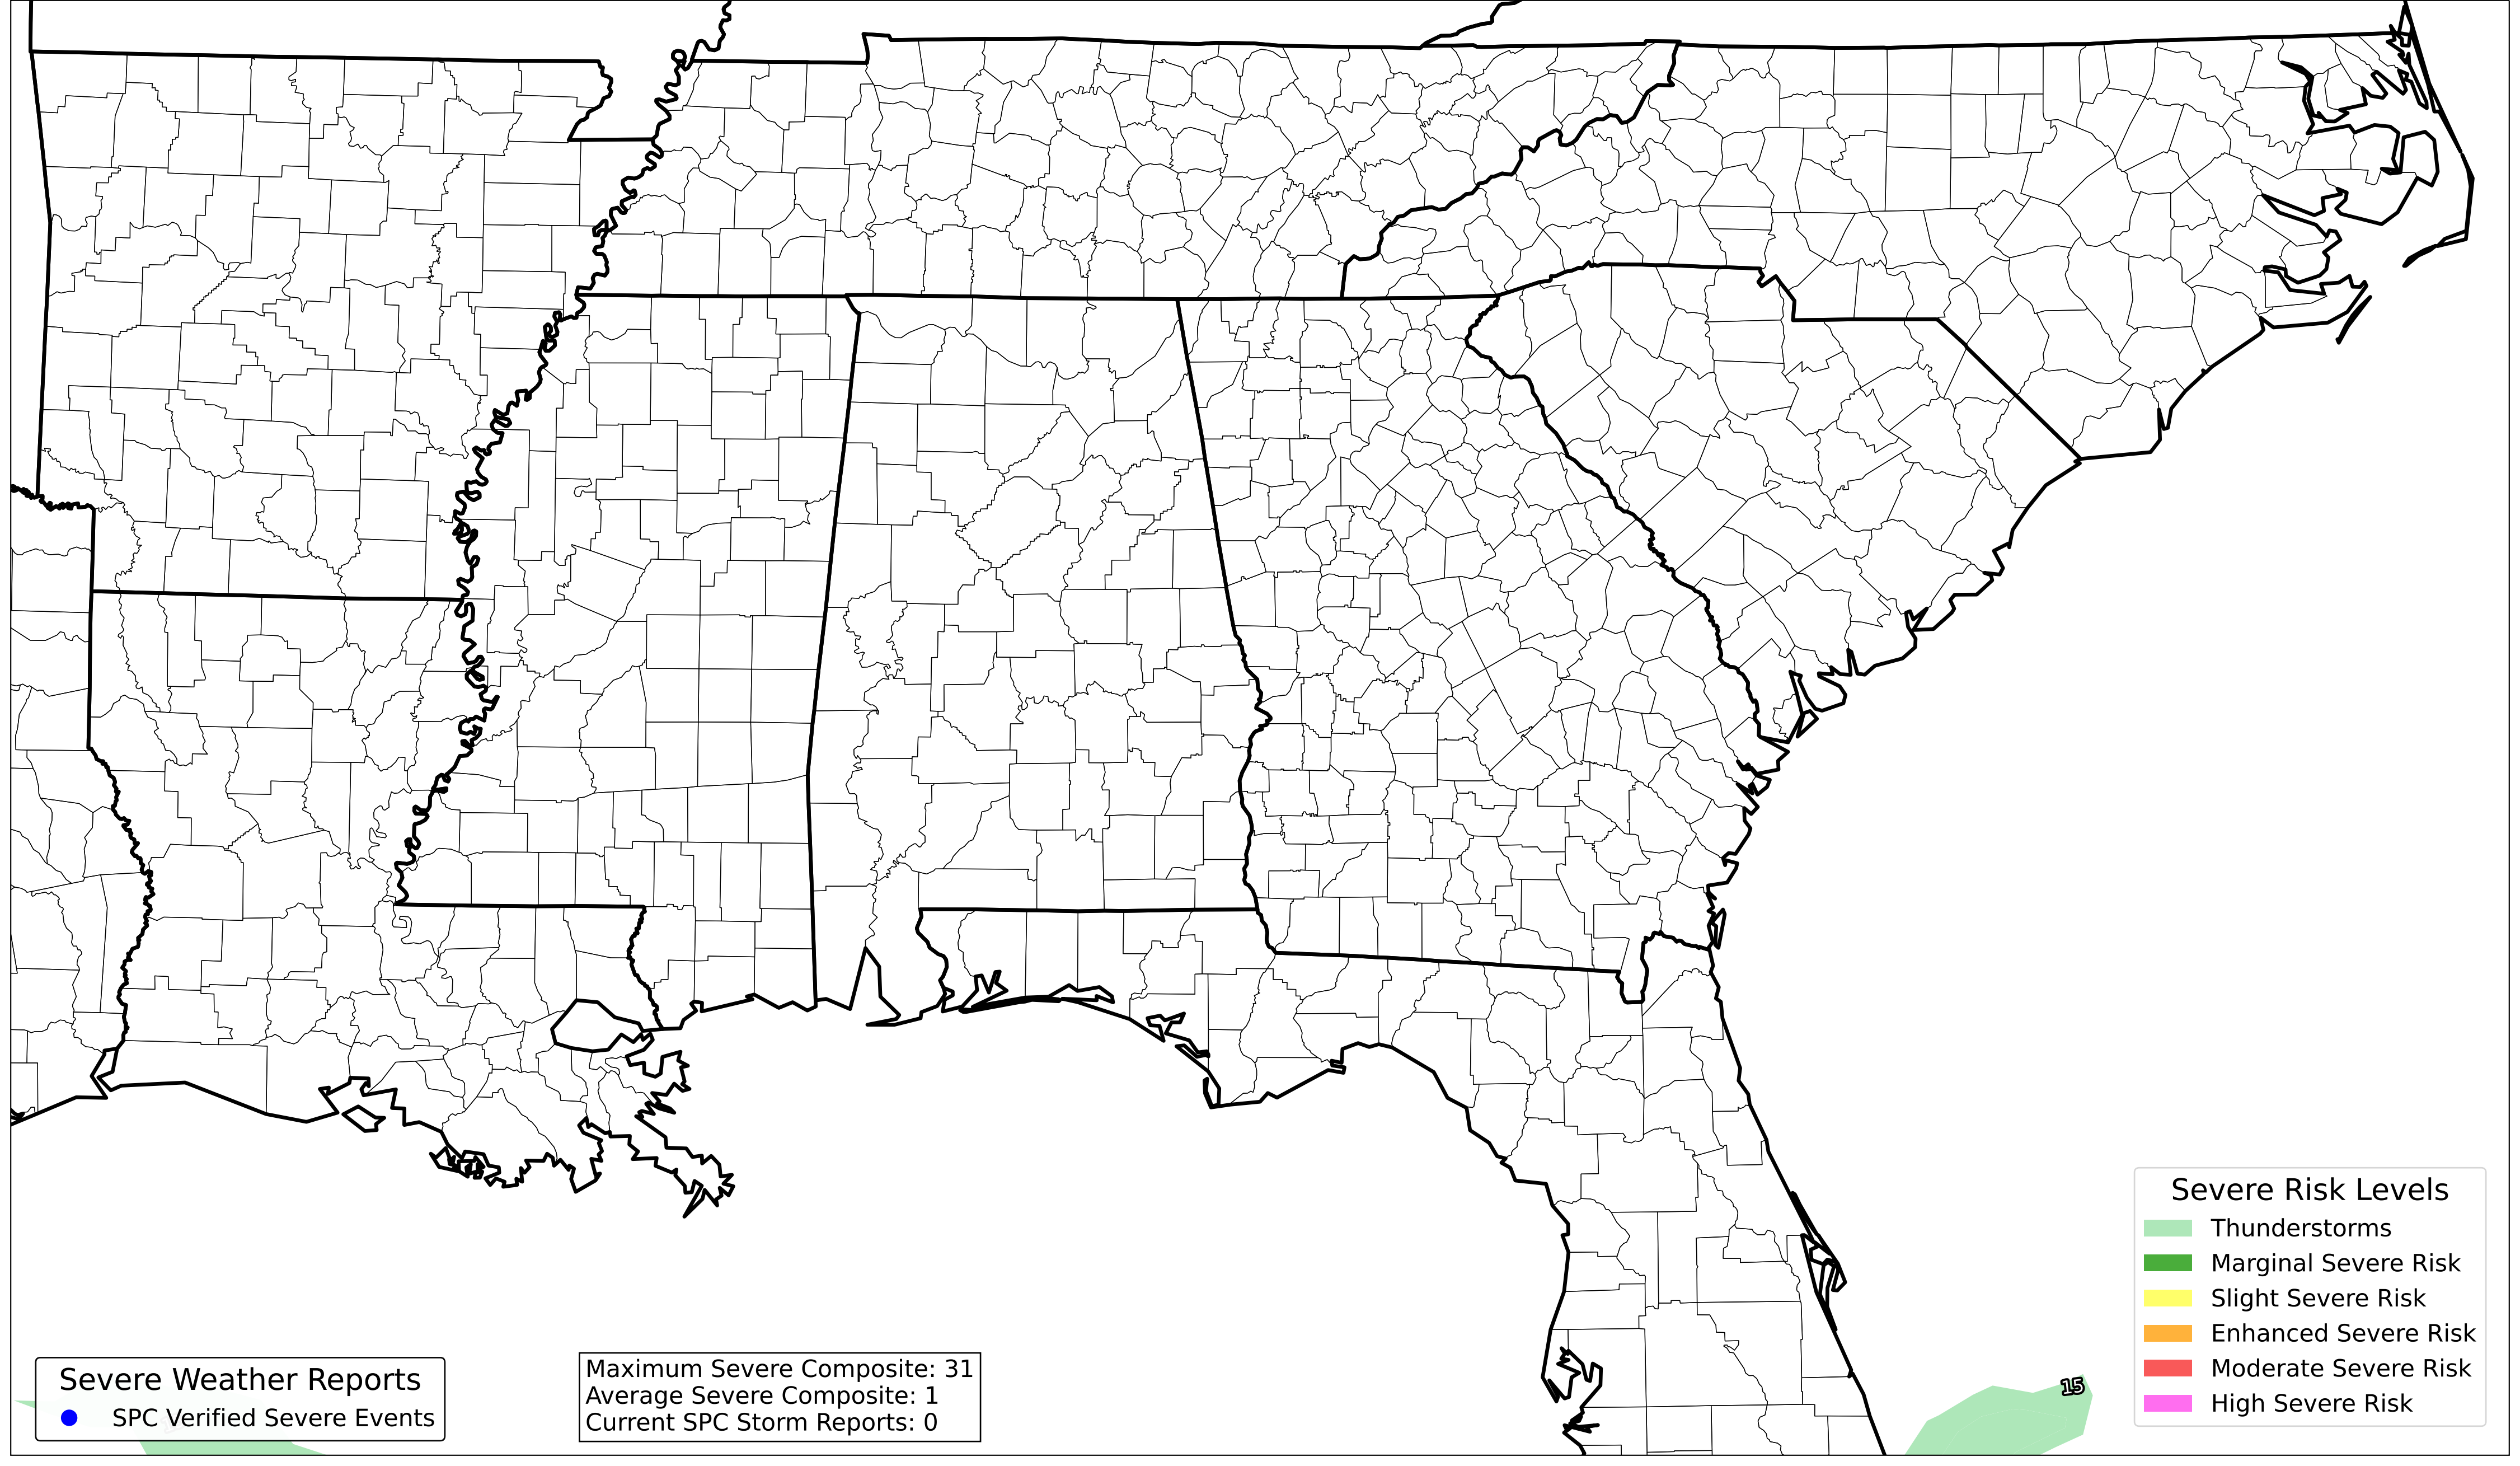 15
Severe Risk Levels
Thunderstorms
Marginal Severe Risk
Slight Severe Risk
Enhanced Severe Risk
Moderate Severe Risk
High Severe Risk
Severe Weather Reports
SPC Verified Severe Events
Maximum Severe Composite: 31
Average Severe Composite: 1
Current SPC Storm Reports: 0